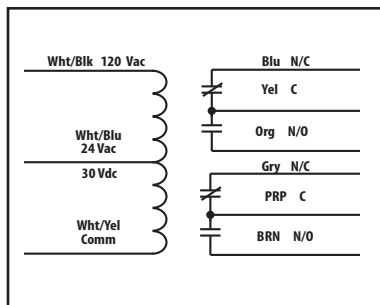 Wht/Blk 120 Vac
Wht/Blu
24 Vac
30 Vdc
Wht/Yel
Comm
Blu N/C
Yel C
Org N/O
Gry N/C
PRP C
BRN N/O